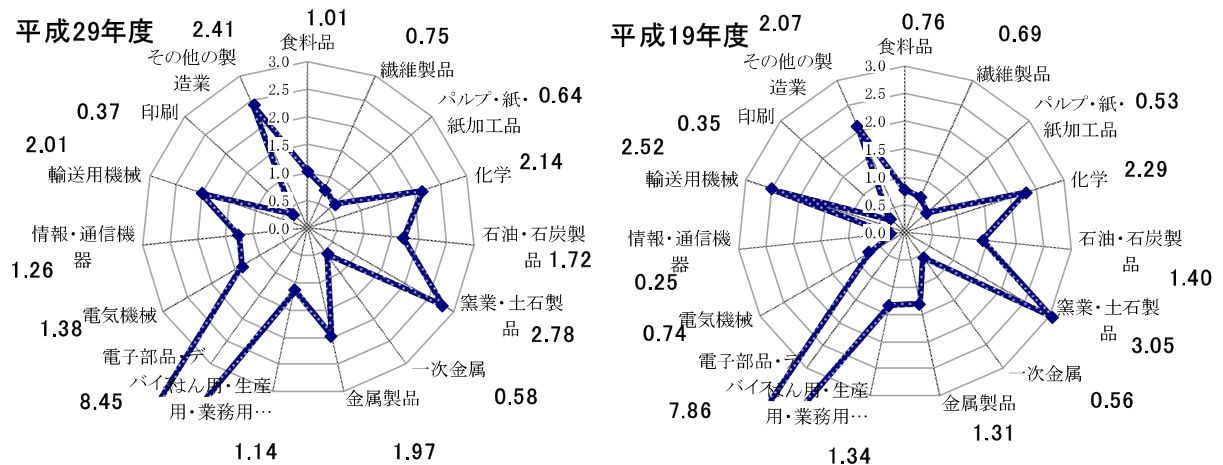 平成29年度
2.41
1.01
0.75
その他の製
造業
食料品
繊維製品
3.0
2.5
2.0
1.5
1.0
0.5
0.0
0.37
印刷
パルプ・紙・
紙加工品
0.64
2.01
輸送用機械
化学
2.14
情報・通信機
器
1.26
石油・石炭製
品
1.72
1.38
電気機械
窯業・土石製
品
2.78
電子部品・デ
バイス
8.45
はん用・生産
用・業務用…
1.14
金属製品
1.97
一次金属
0.58
平成19年度
2.07
0.76
0.69
その他の製
造業
食料品
繊維製品
3.0
2.5
2.0
1.5
1.0
0.5
0.0
0.35
印刷
パルプ・紙・
紙加工品
0.53
2.52
輸送用機械
化学
2.29
情報・通信機
器
0.25
石油・石炭製
品
1.40
0.74
電気機械
窯業・土石製
品
3.05
電子部品・デ
バイス
7.86
はん用・生産
用・業務用…
1.34
金属製品
1.31
一次金属
0.56